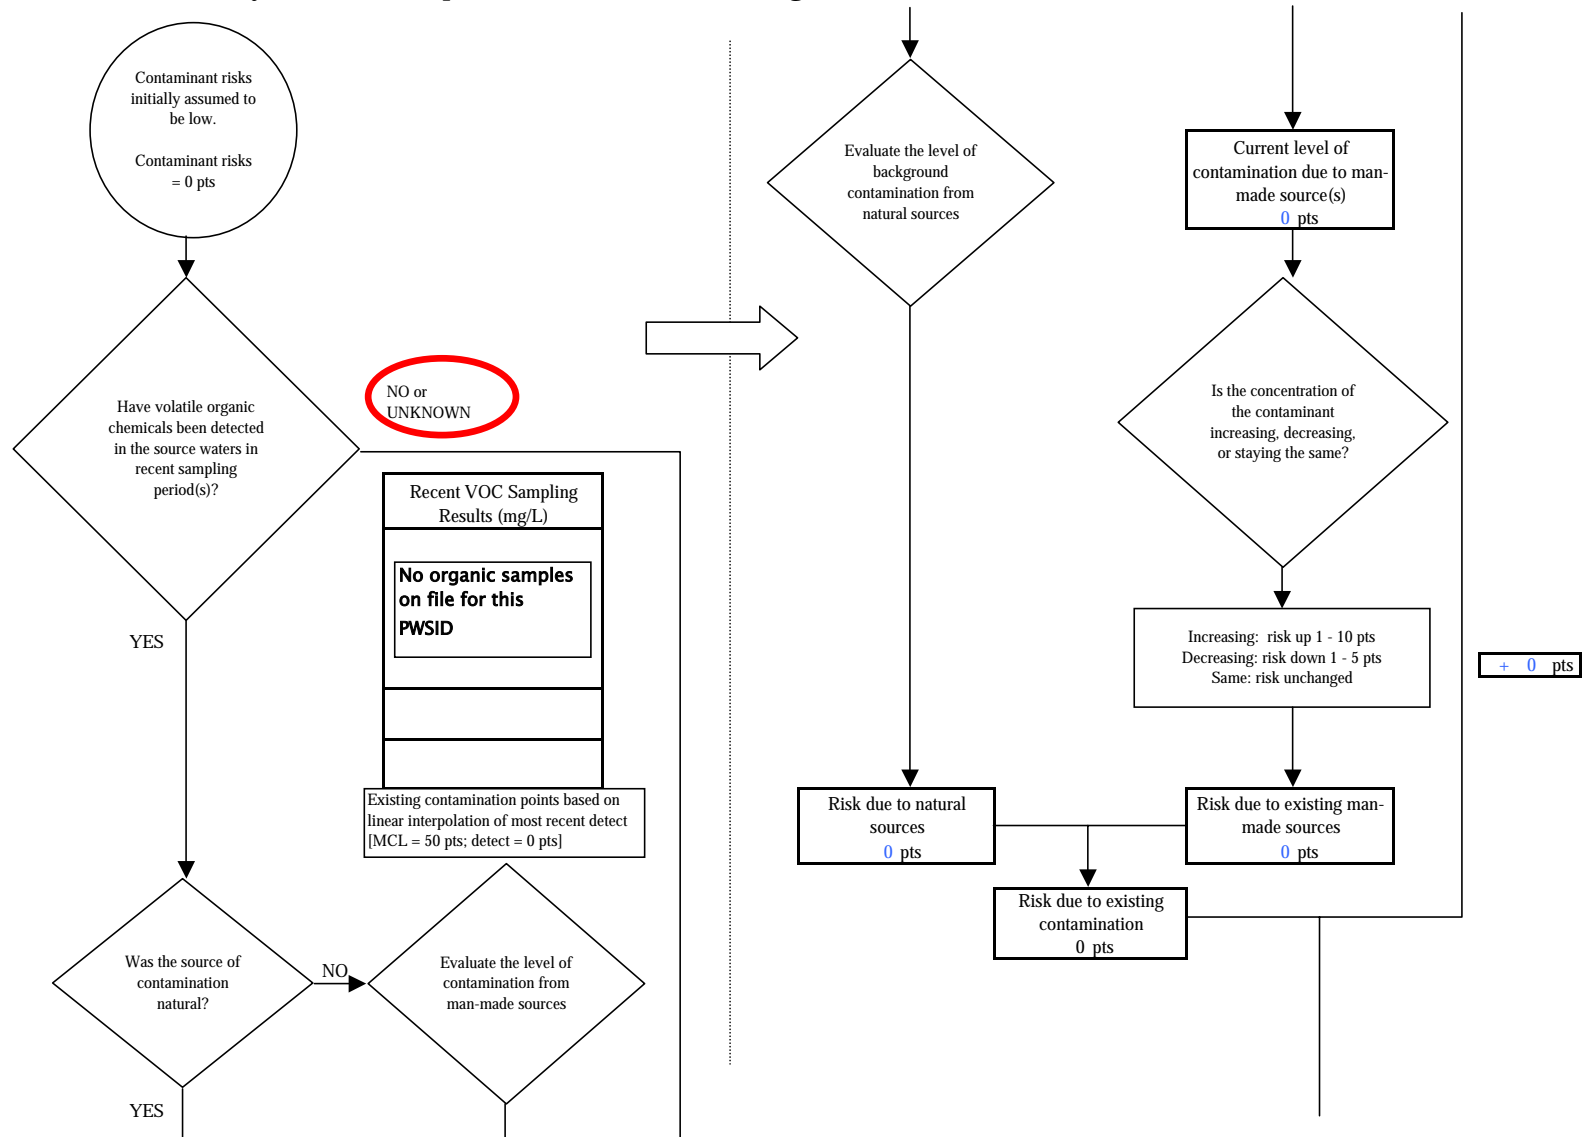 Contaminant risks
initially assumed to
be low.
Contaminant risks
= 0 pts
Have volatile organic
chemicals been detected
in the source waters in
recent sampling
period(s)?
NO or
UNKNOWN
YES
Recent VOC Sampling
Results (mg/L)
No organic samples
on file for this
PWSID
Existing contamination points based on
linear interpolation of most recent detect
[MCL = 50 pts; detect = 0 pts]
Was the source of
contamination
natural?
NO
Evaluate the level of
contamination from
man-made sources
YES
Evaluate the level of
background
contamination from
natural sources
Current level of
contamination due to man-
made source(s)
0 pts
Is the concentration of
the contaminant
increasing, decreasing,
or staying the same?
Increasing: risk up 1 - 10 pts
Decreasing: risk down 1 - 5 pts
Same: risk unchanged
+ 0 pts
Risk due to natural
sources
0 pts
Risk due to existing man-
made sources
0 pts
Risk due to existing
contamination
0 pts